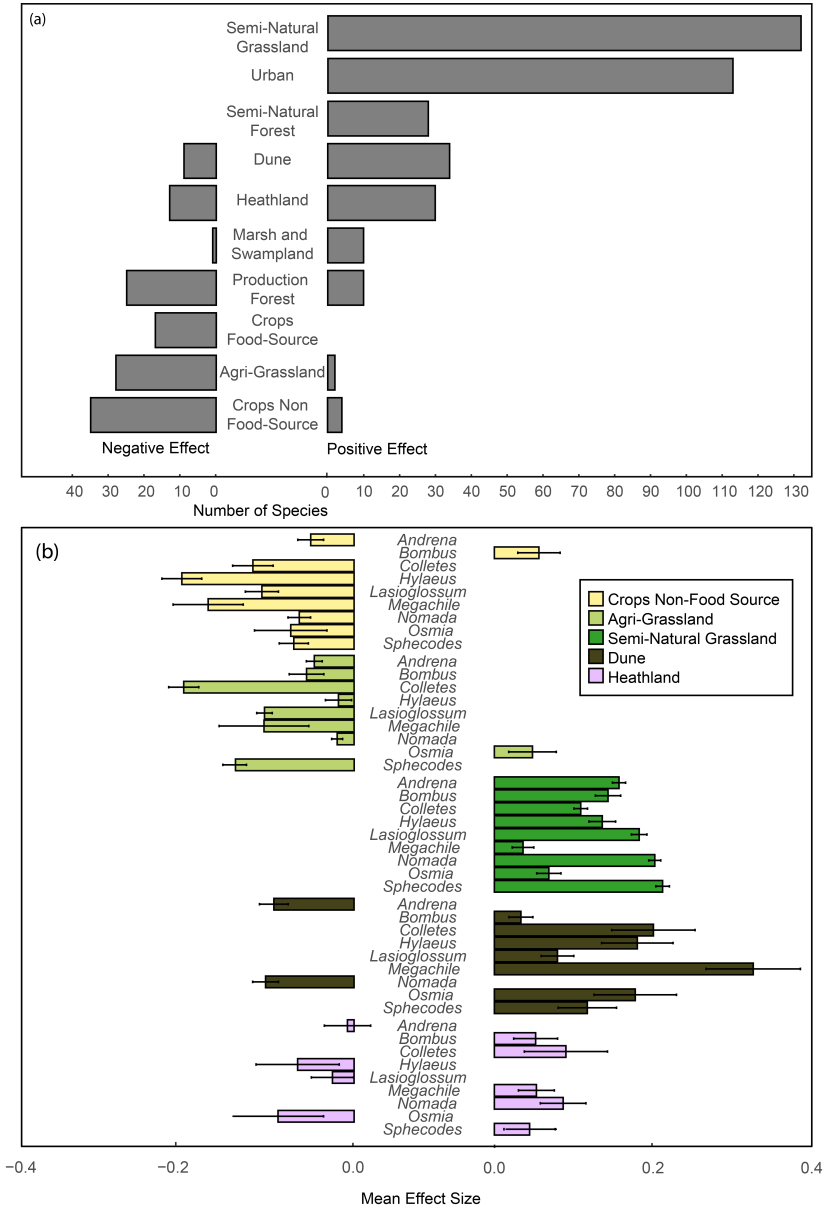 (a)
Semi-Natural
Grassland
Urban
Semi-Natural
Forest
Dune
Heathland
Marsh and
Swampland
Production
Forest
Crops
Food-Source
Agri-Grassland
Crops Non
Food-Source
Negative Effect
Positive Effect
40 30 20 10 0 0 10 20 30 40 50 60 70 80 90 100 110 120 130
Number of Species
(b)
Andrena
Bombus
Colletes
Hylaeus
Lasioglossum
Megachile
Nomada
Osmia
Sphecodes
Andrena
Bombus
Colletes
Hylaeus
Lasioglossum
Megachile
Nomada
Osmia
Sphecodes
Andrena
Bombus
Colletes
Hylaeus
Lasioglossum
Megachile
Nomada
Osmia
Sphecodes
Andrena
Bombus
Colletes
Hylaeus
Lasioglossum
Megachile
Nomada
Osmia
Sphecodes
Andrena
Bombus
Colletes
Hylaeus
Lasioglossum
Megachile
Nomada
Osmia
Sphecodes
Crops Non-Food Source
Agri-Grassland
Semi-Natural Grassland
Dune
Heathland
−0.4 −0.2 0.0 0.0 0.2 0.4
Mean Effect Size